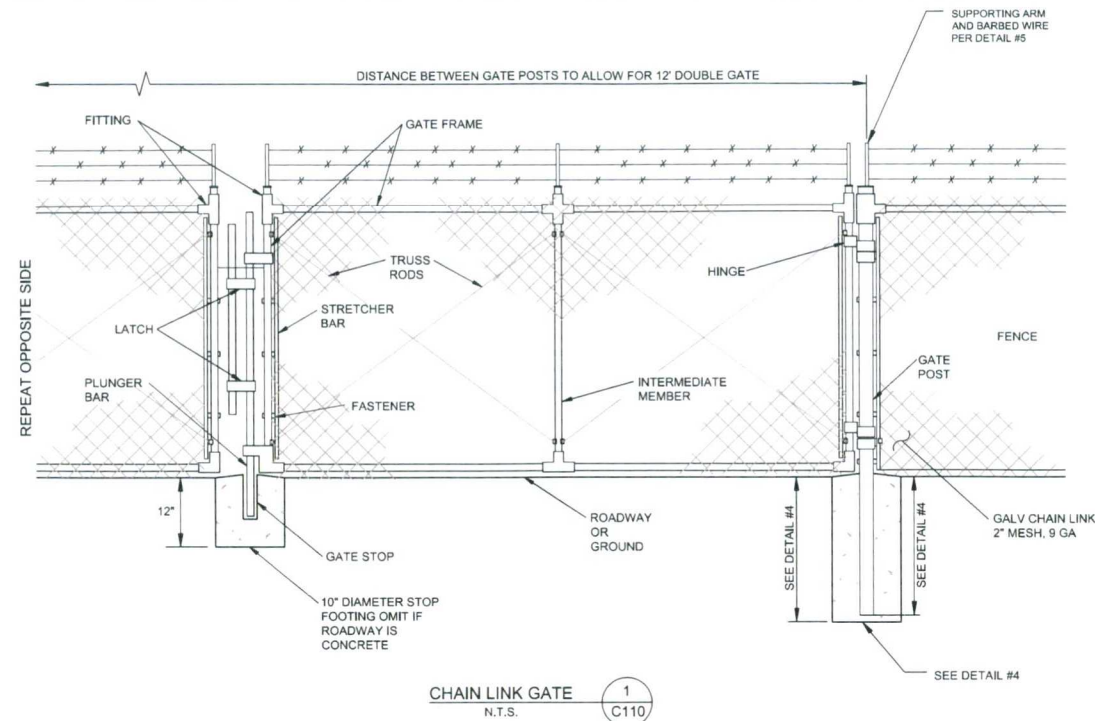 SUPPORTING ARM
AND BARBED WIRE
PER DETAIL #5
DISTANCE BETWEEN GATE POSTS TO ALLOW FOR 12' DOUBLE GATE
FITTING
GATE FRAME
REPEAT OPPOSITE SIDE
TRUSS
RODS
HINGE
STRETCHER
BAR
LATCH
FENCE
GATE
POST
PLUNGER
BAR
INTERMEDIATE
MEMBER
FASTENER
12"
ROADWAY
OR
GROUND
SEE DETAIL #4
SEE DETAIL #4
GALV CHAIN LINK
2" MESH, 9 GA
GATE STOP
10" DIAMETER STOP
FOOTING OMIT IF
ROADWAY IS
CONCRETE
SEE DETAIL #4
CHAIN LINK GATE
N.T.S.
1
C110